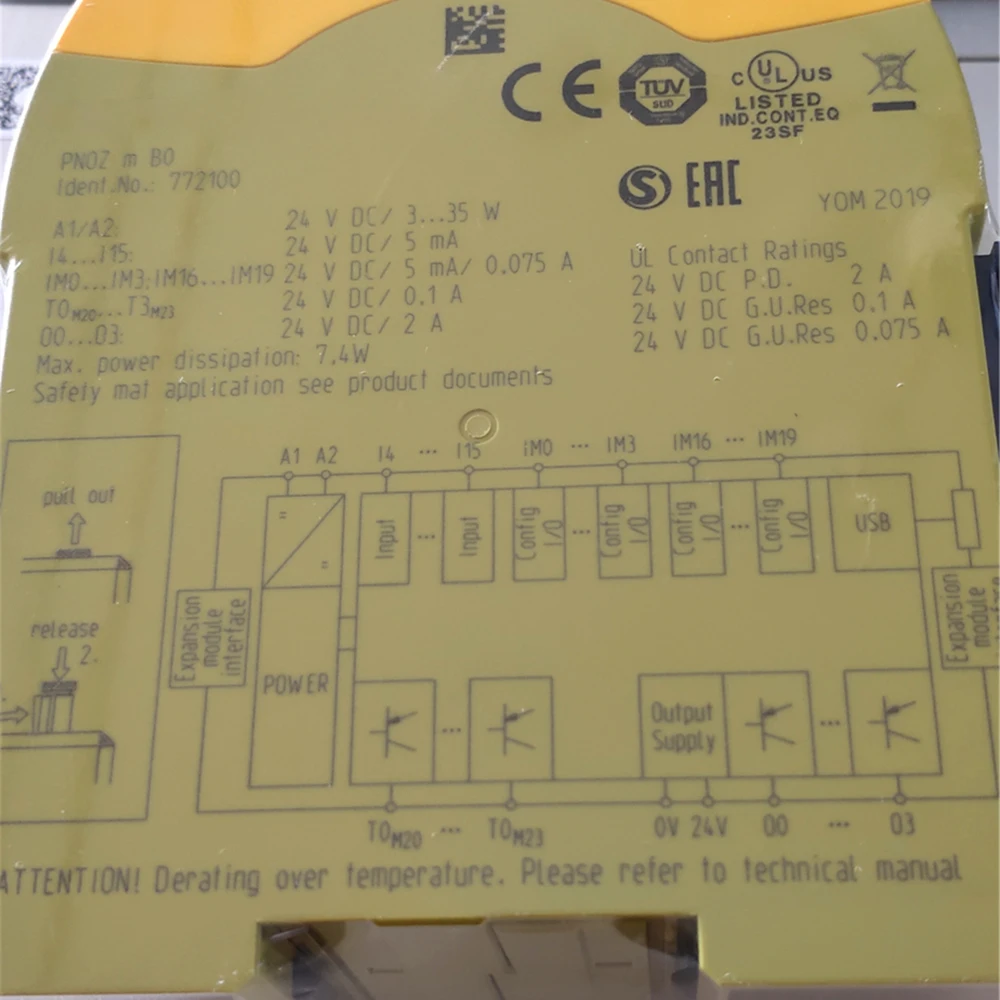 CE
TÜV
SÜD
C UL US
LISTED
IND.CONT.EQ
23SF
S EAC
YOM 2019
PNOZ m B0
Ident.No.: 772100
A1/A2: 24 V DC/ 3...35 W
I4...I15: 24 V DC/ 5 mA
IM0...IM3;IM16...IM19 24 V DC/ 5 mA/ 0.075 A
T0M20...T3M23 24 V DC/ 0.1 A
O0...O3: 24 V DC/ 2 A
Max. power dissipation: 7,4W
Safety mat application see product documents
UL Contact Ratings
24 V DC P.D. 2 A
24 V DC G.U.Res 0.1 A
24 V DC G.U.Res 0.075 A
A1 A2 I4 ... I15 IM0 ... IM3 IM16 ... IM19
pull out
release
2.
Input ... Input Config I/O ... Config I/O Config I/O ... Config I/O USB
Expansion module interface
POWER
Output
Supply
Expansion module
T0M20 ... T0M23 0V 24V O0 ... O3
ATTENTION! Derating over temperature. Please refer to technical manual